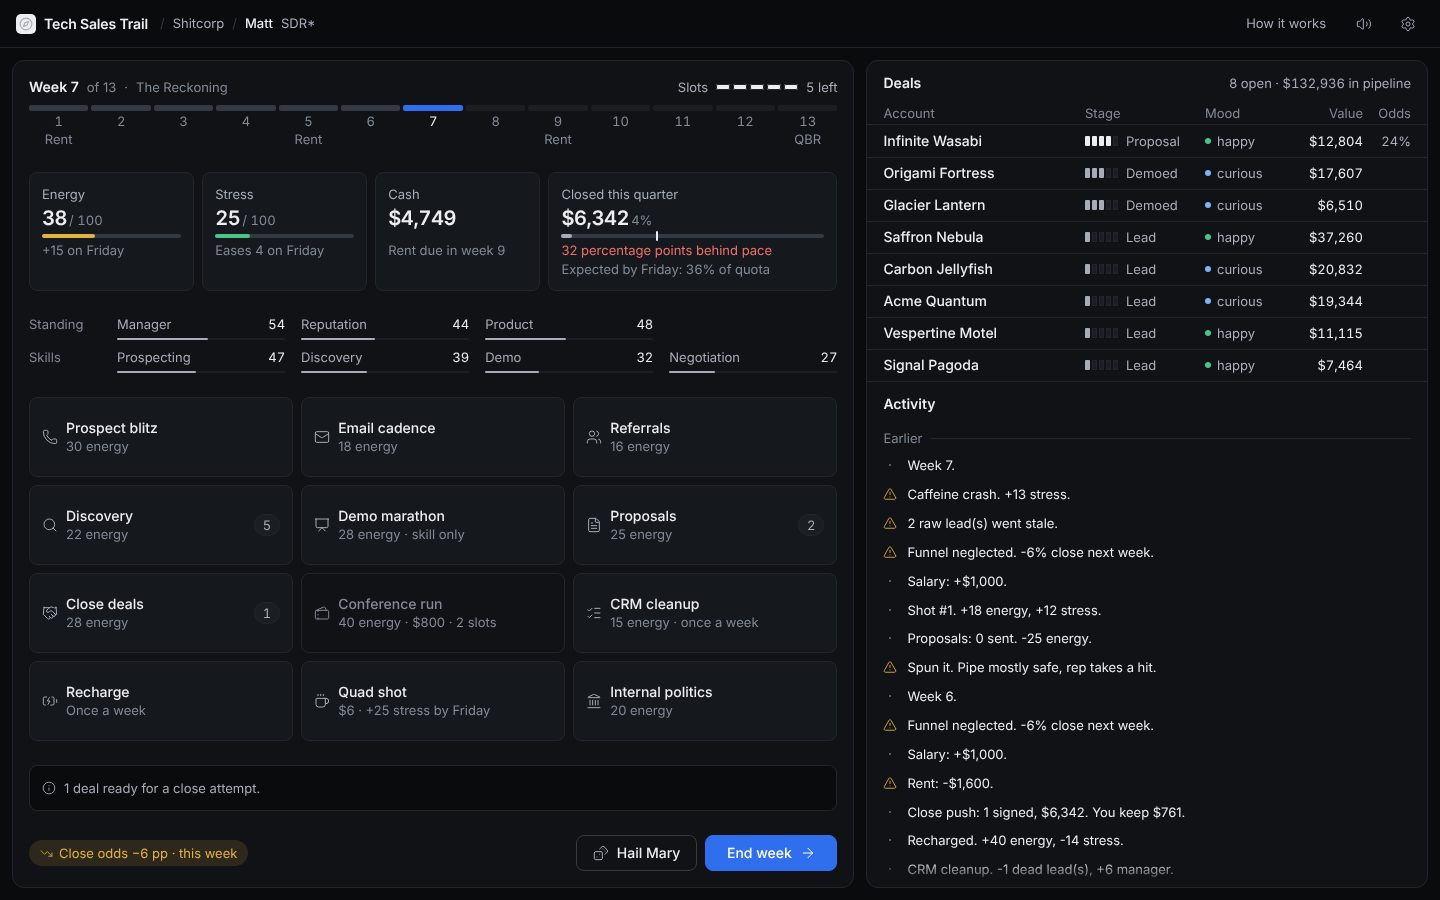 Tech Sales Trail / Shitcorp / Matt SDR*
How it works
Week 7 of 13 · The Reckoning
Slots 5 left
1 2 3 4 5 6 7 8 9 10 11 12 13
Rent Rent Rent QBR
Energy
38 / 100
+15 on Friday
Stress
25 / 100
Eases 4 on Friday
Cash
$4,749
Rent due in week 9
Closed this quarter
$6,342 4%
32 percentage points behind pace
Expected by Friday: 36% of quota
Standing Manager 54 Reputation 44 Product 48
Skills Prospecting 47 Discovery 39 Demo 32 Negotiation 27
Prospect blitz
30 energy
Email cadence
18 energy
Referrals
16 energy
Discovery
22 energy
5
Demo marathon
28 energy · skill only
Proposals
25 energy
2
Close deals
28 energy
1
Conference run
40 energy · $800 · 2 slots
CRM cleanup
15 energy · once a week
Recharge
Once a week
Quad shot
$6 · +25 stress by Friday
Internal politics
20 energy
1 deal ready for a close attempt.
Close odds −6 pp · this week
Hail Mary
End week →
Deals
8 open · $132,936 in pipeline
Account Stage Mood Value Odds
Infinite Wasabi Proposal happy $12,804 24%
Origami Fortress Demoed curious $17,607
Glacier Lantern Demoed curious $6,510
Saffron Nebula Lead happy $37,260
Carbon Jellyfish Lead curious $20,832
Acme Quantum Lead curious $19,344
Vespertine Motel Lead happy $11,115
Signal Pagoda Lead happy $7,464
Activity
Earlier
· Week 7.
Caffeine crash. +13 stress.
2 raw lead(s) went stale.
Funnel neglected. -6% close next week.
· Salary: +$1,000.
· Shot #1. +18 energy, +12 stress.
· Proposals: 0 sent. -25 energy.
Spun it. Pipe mostly safe, rep takes a hit.
· Week 6.
Funnel neglected. -6% close next week.
· Salary: +$1,000.
Rent: -$1,600.
· Close push: 1 signed, $6,342. You keep $761.
· Recharged. +40 energy, -14 stress.
· CRM cleanup. -1 dead lead(s), +6 manager.